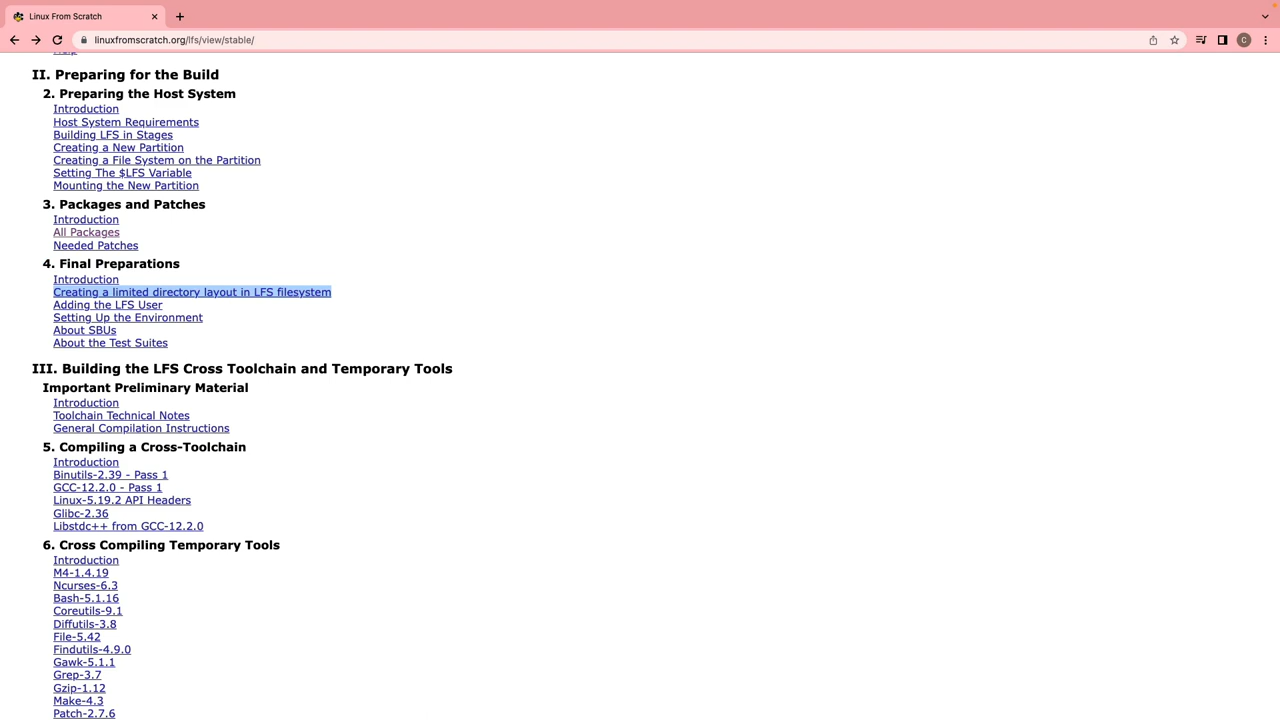 Linux From Scratch
linuxfromscratch.org/lfs/view/stable/
C
Help
II. Preparing for the Build
2. Preparing the Host System
Introduction
Host System Requirements
Building LFS in Stages
Creating a New Partition
Creating a File System on the Partition
Setting The $LFS Variable
Mounting the New Partition
3. Packages and Patches
Introduction
All Packages
Needed Patches
4. Final Preparations
Introduction
Creating a limited directory layout in LFS filesystem
Adding the LFS User
Setting Up the Environment
About SBUs
About the Test Suites
III. Building the LFS Cross Toolchain and Temporary Tools
Important Preliminary Material
Introduction
Toolchain Technical Notes
General Compilation Instructions
5. Compiling a Cross-Toolchain
Introduction
Binutils-2.39 - Pass 1
GCC-12.2.0 - Pass 1
Linux-5.19.2 API Headers
Glibc-2.36
Libstdc++ from GCC-12.2.0
6. Cross Compiling Temporary Tools
Introduction
M4-1.4.19
Ncurses-6.3
Bash-5.1.16
Coreutils-9.1
Diffutils-3.8
File-5.42
Findutils-4.9.0
Gawk-5.1.1
Grep-3.7
Gzip-1.12
Make-4.3
Patch-2.7.6